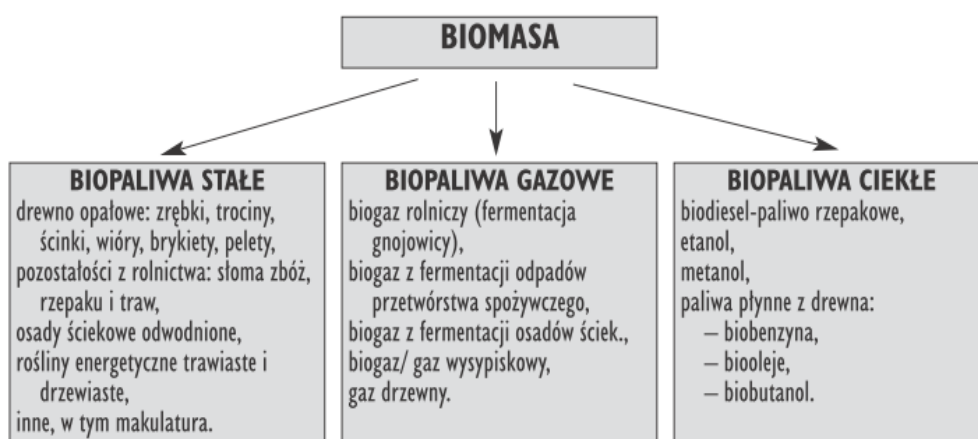 BIOMASA
BIOPALIWA STAŁE
drewno opałowe: zrębki, trociny,
ścinki, wióry, brykiety, pelety,
pozostałości z rolnictwa: słoma zbóż,
rzepaku i traw,
osady ściekowe odwodnione,
rośliny energetyczne trawiaste i
drzewiaste,
inne, w tym makulatura.
BIOPALIWA GAZOWE
biogaz rolniczy (fermentacja
gnojowicy),
biogaz z fermentacji odpadów
przetwórstwa spożywczego,
biogaz z fermentacji osadów ściek.,
biogaz/ gaz wysypiskowy,
gaz drzewny.
BIOPALIWA CIEKŁE
biodiesel-paliwo rzepakowe,
etanol,
metanol,
paliwa płynne z drewna:
– biobenzyna,
– biooleje,
– biobutanol.